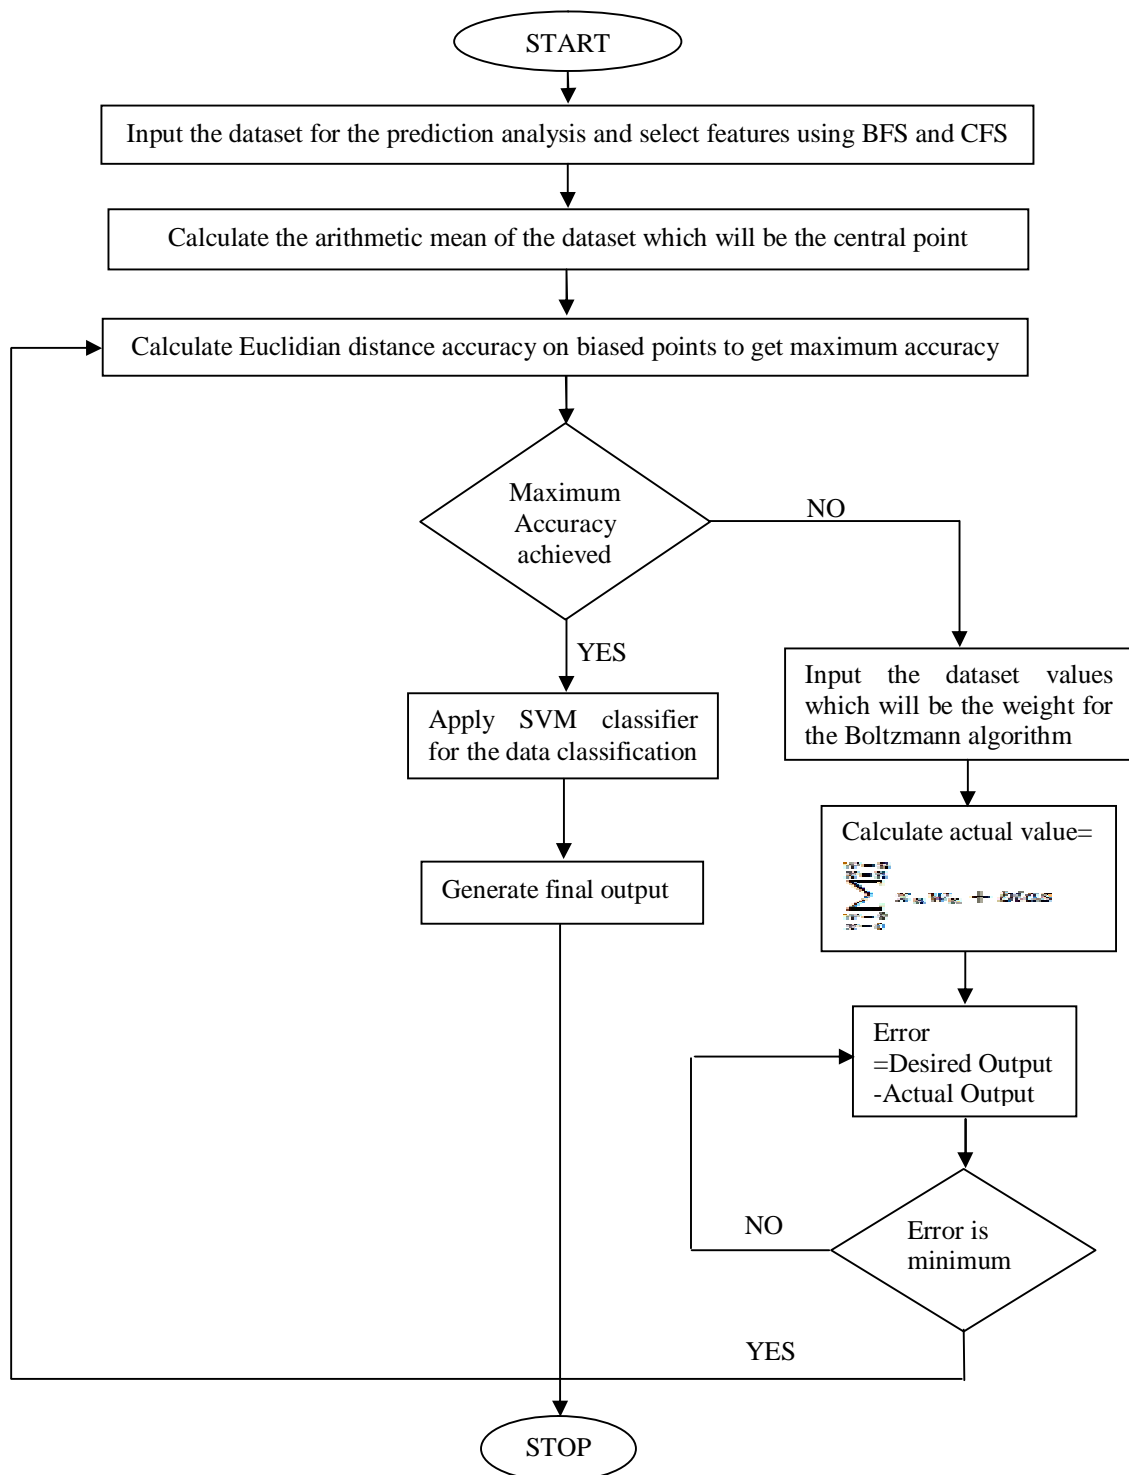 START
Input the dataset for the prediction analysis and select features using BFS and CFS
Calculate the arithmetic mean of the dataset which will be the central point
Calculate Euclidian distance accuracy on biased points to get maximum accuracy
Maximum
Accuracy
achieved
NO
YES
Input the dataset values
which will be the weight for
the Boltzmann algorithm
Apply SVM classifier
for the data classification
Calculate actual value=
Generate final output
Error
=Desired Output
-Actual Output
NO
Error is
minimum
YES
STOP